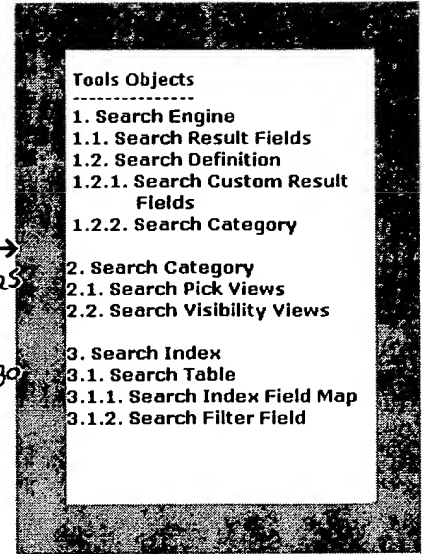 Tools Objects
---------------
1. Search Engine
1.1. Search Result Fields
1.2. Search Definition
1.2.1. Search Custom Result
Fields
1.2.2. Search Category
2. Search Category
2.1. Search Pick Views
2.2. Search Visibility Views
3. Search Index
3.1. Search Table
3.1.1. Search Index Field Map
3.1.2. Search Filter Field